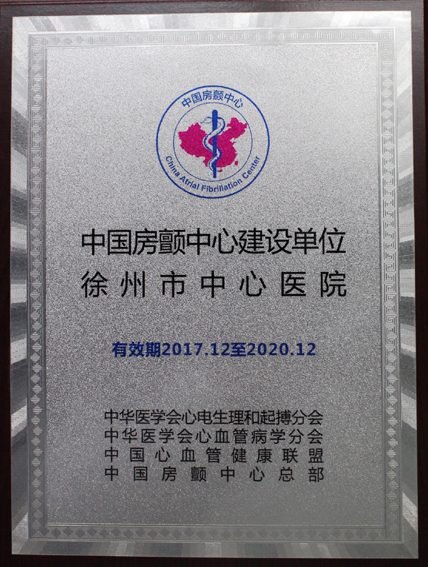 中国房颤中心
China Atrial Fibrillation Center
中国房颤中心建设单位
徐州市中心医院
有效期2017.12至2020.12
中华医学会心电生理和起搏分会
中华医学会心血管病学分会
中国心血管健康联盟
中国房颤中心总部